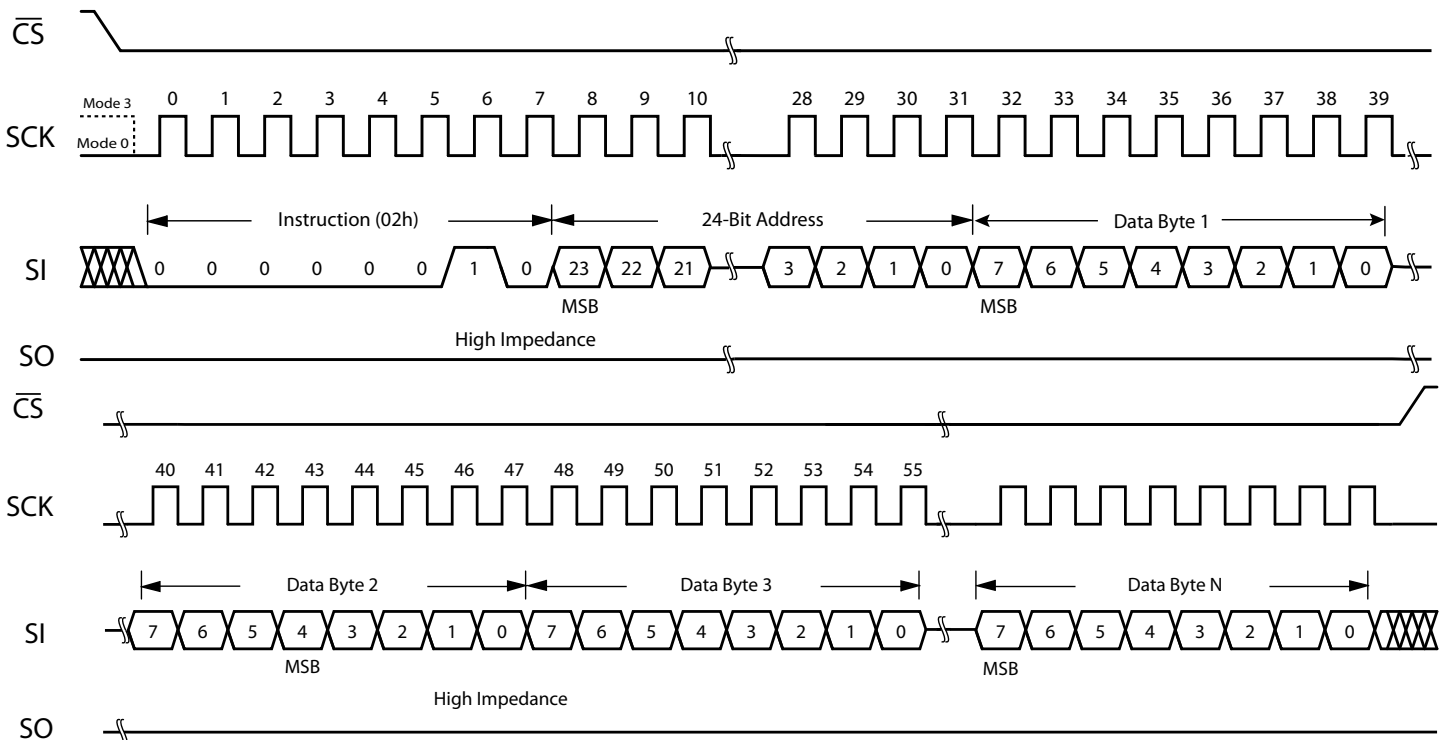 CS
Mode 3
0 1 2 3 4 5 6 7 8 9 10 28 29 30 31 32 33 34 35 36 37 38 39
SCK
Mode 0
Instruction (02h) 24-Bit Address Data Byte 1
SI 0 0 0 0 0 0 1 0 23 22 21 3 2 1 0 7 6 5 4 3 2 1 0
MSB MSB
High Impedance
SO
CS
40 41 42 43 44 45 46 47 48 49 50 51 52 53 54 55
SCK
Data Byte 2 Data Byte 3 Data Byte N
SI 7 6 5 4 3 2 1 0 7 6 5 4 3 2 1 0 7 6 5 4 3 2 1 0
MSB MSB
High Impedance
SO